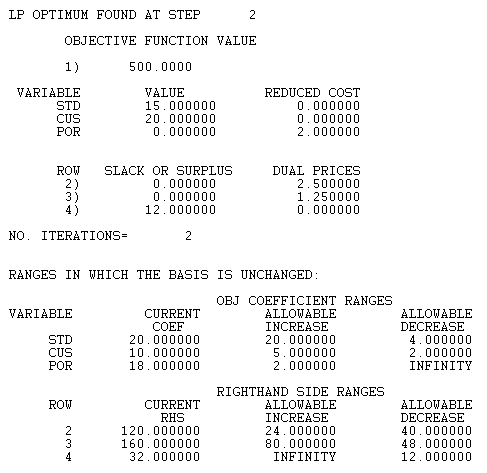 LP OPTIMUM FOUND AT STEP 2
OBJECTIVE FUNCTION VALUE
1) 500.0000
VARIABLE VALUE REDUCED COST
STD 15.000000 0.000000
CUS 20.000000 0.000000
POR 0.000000 2.000000
ROW SLACK OR SURPLUS DUAL PRICES
2) 0.000000 2.500000
3) 0.000000 1.250000
4) 12.000000 0.000000
NO. ITERATIONS= 2
RANGES IN WHICH THE BASIS IS UNCHANGED:
OBJ COEFFICIENT RANGES
VARIABLE CURRENT ALLOWABLE ALLOWABLE
COEF INCREASE DECREASE
STD 20.000000 20.000000 4.000000
CUS 10.000000 5.000000 2.000000
POR 18.000000 2.000000 INFINITY
RIGHTHAND SIDE RANGES
ROW CURRENT ALLOWABLE ALLOWABLE
RHS INCREASE DECREASE
2 120.000000 24.000000 40.000000
3 160.000000 80.000000 48.000000
4 32.000000 INFINITY 12.000000